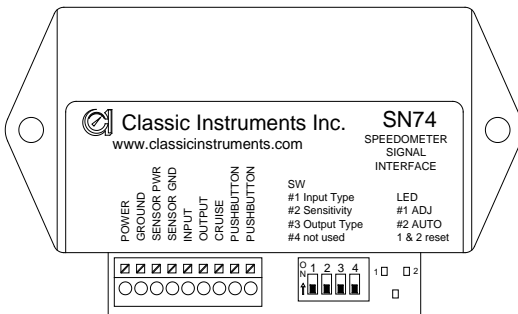 Classic Instruments Inc.
www.classicinstruments.com
SN74
SPEEDOMETER
SIGNAL
INTERFACE
POWER
GROUND
SENSOR PWR
SENSOR GND
INPUT
OUTPUT
CRUISE
PUSHBUTTON
PUSHBUTTON
SW
#1 Input Type
#2 Sensitivity
#3 Output Type
#4 not used
LED
#1 ADJ
#2 AUTO
1 & 2 reset
ON
1 2 3 4
1 2